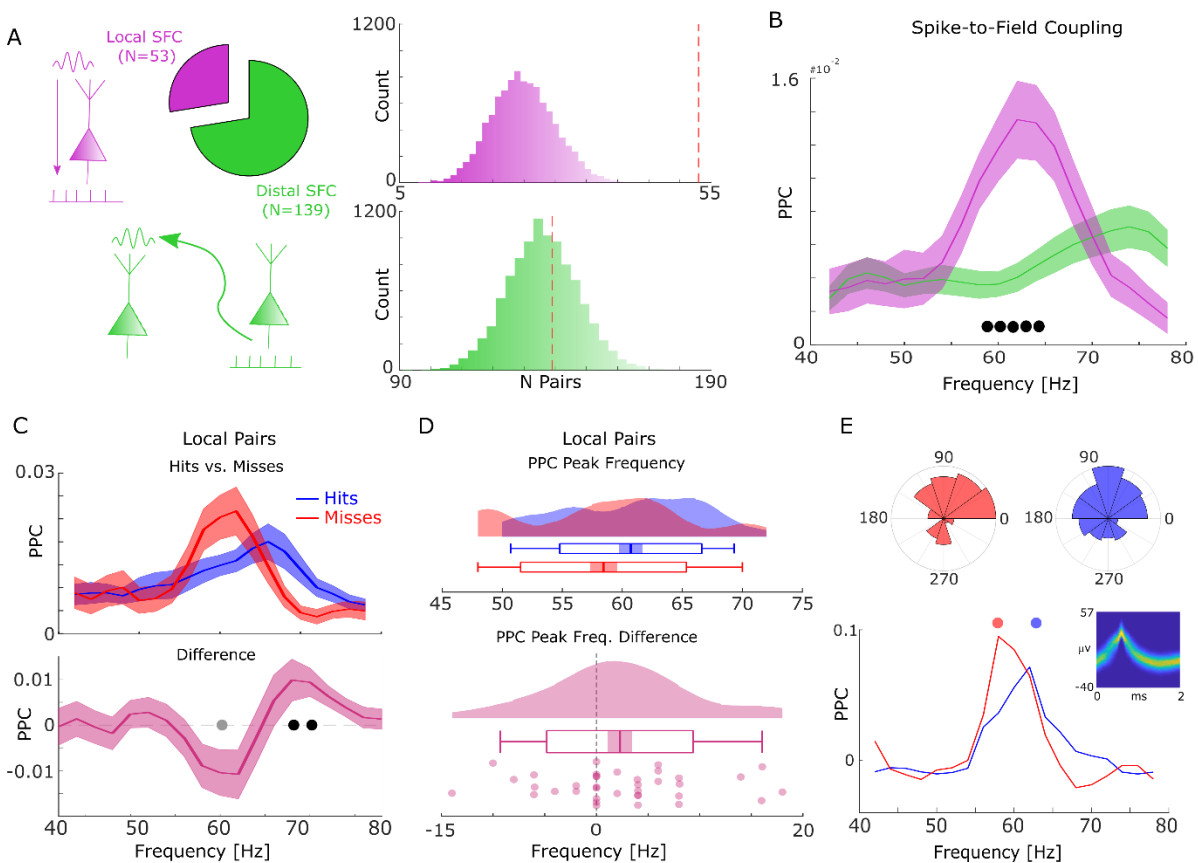 A
Local SFC
(N=53)
Distal SFC
(N=139)
1200
Count
0
5
55
1200
Count
0
90
N Pairs
190
B
Spike-to-Field Coupling
#10-2
1.6
PPC
0
40
50
60
70
80
Frequency [Hz]
C
Local Pairs
Hits vs. Misses
0.03
PPC
0
Hits
Misses
Difference
0.01
0
-0.01
PPC
40
50
60
70
80
Frequency [Hz]
D
Local Pairs
PPC Peak Frequency
45
50
55
60
65
70
75
PPC Peak Freq. Difference
-15
0
20
Frequency [Hz]
E
90
180
0
270
90
180
0
270
0.1
PPC
0
40
50
60
70
80
Frequency [Hz]
57
μV
-40
0
ms
2